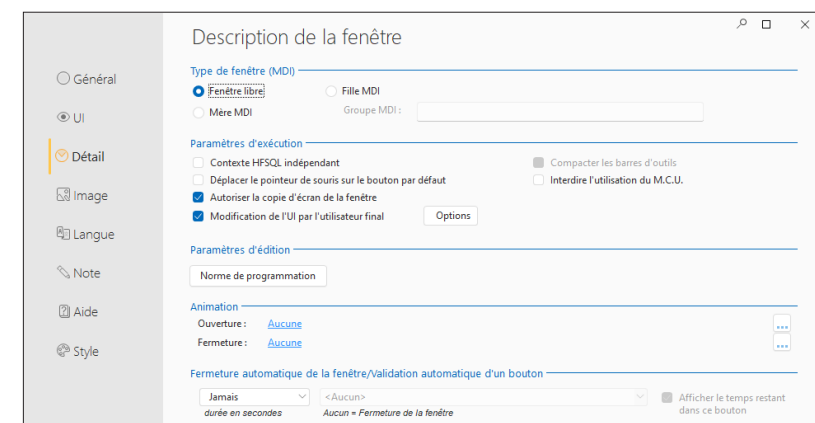 Description de la fenêtre
Général
UI
Détail
Image
Langue
Note
Aide
Style
Type de fenêtre (MDI)
Fenêtre libre
Fille MDI
Mère MDI
Groupe MDI :
Paramètres d'exécution
Contexte HFSQL indépendant
Compacter les barres d'outils
Déplacer le pointeur de souris sur le bouton par défaut
Interdire l'utilisation du M.C.U.
Autoriser la copie d'écran de la fenêtre
Modification de l'UI par l'utilisateur final
Options
Paramètres d'édition
Norme de programmation
Animation
Ouverture : Aucune
...
Fermeture : Aucune
...
Fermeture automatique de la fenêtre/Validation automatique d'un bouton
Jamais
<Aucun>
Afficher le temps restant
dans ce bouton
durée en secondes
Aucun = Fermeture de la fenêtre